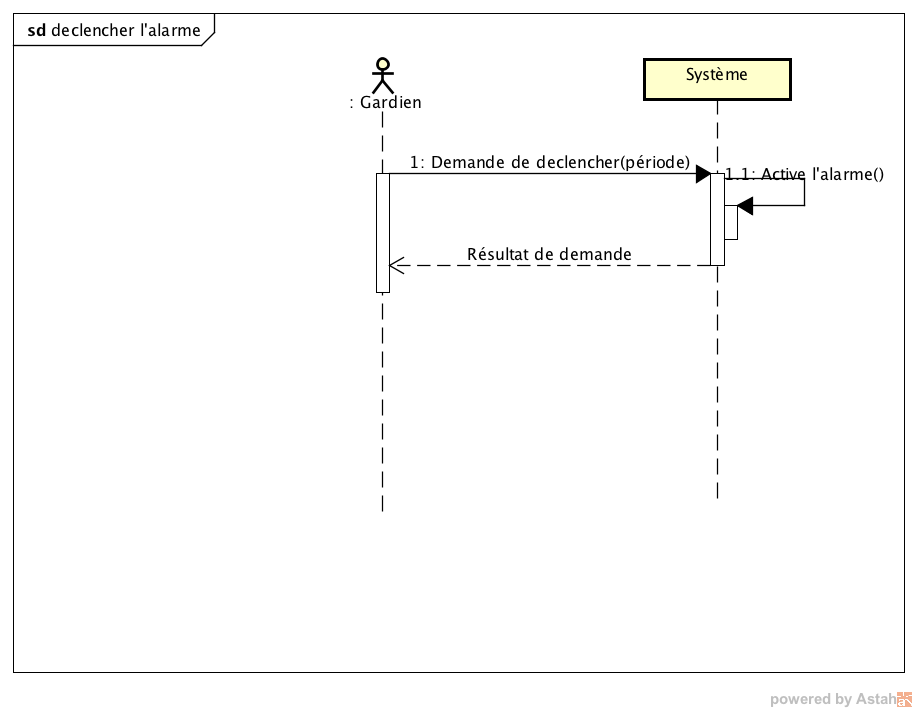 sd declencher l'alarme
: Gardien
Système
1: Demande de declencher(période)
1.1: Active l'alarme()
Résultat de demande
powered by Astah